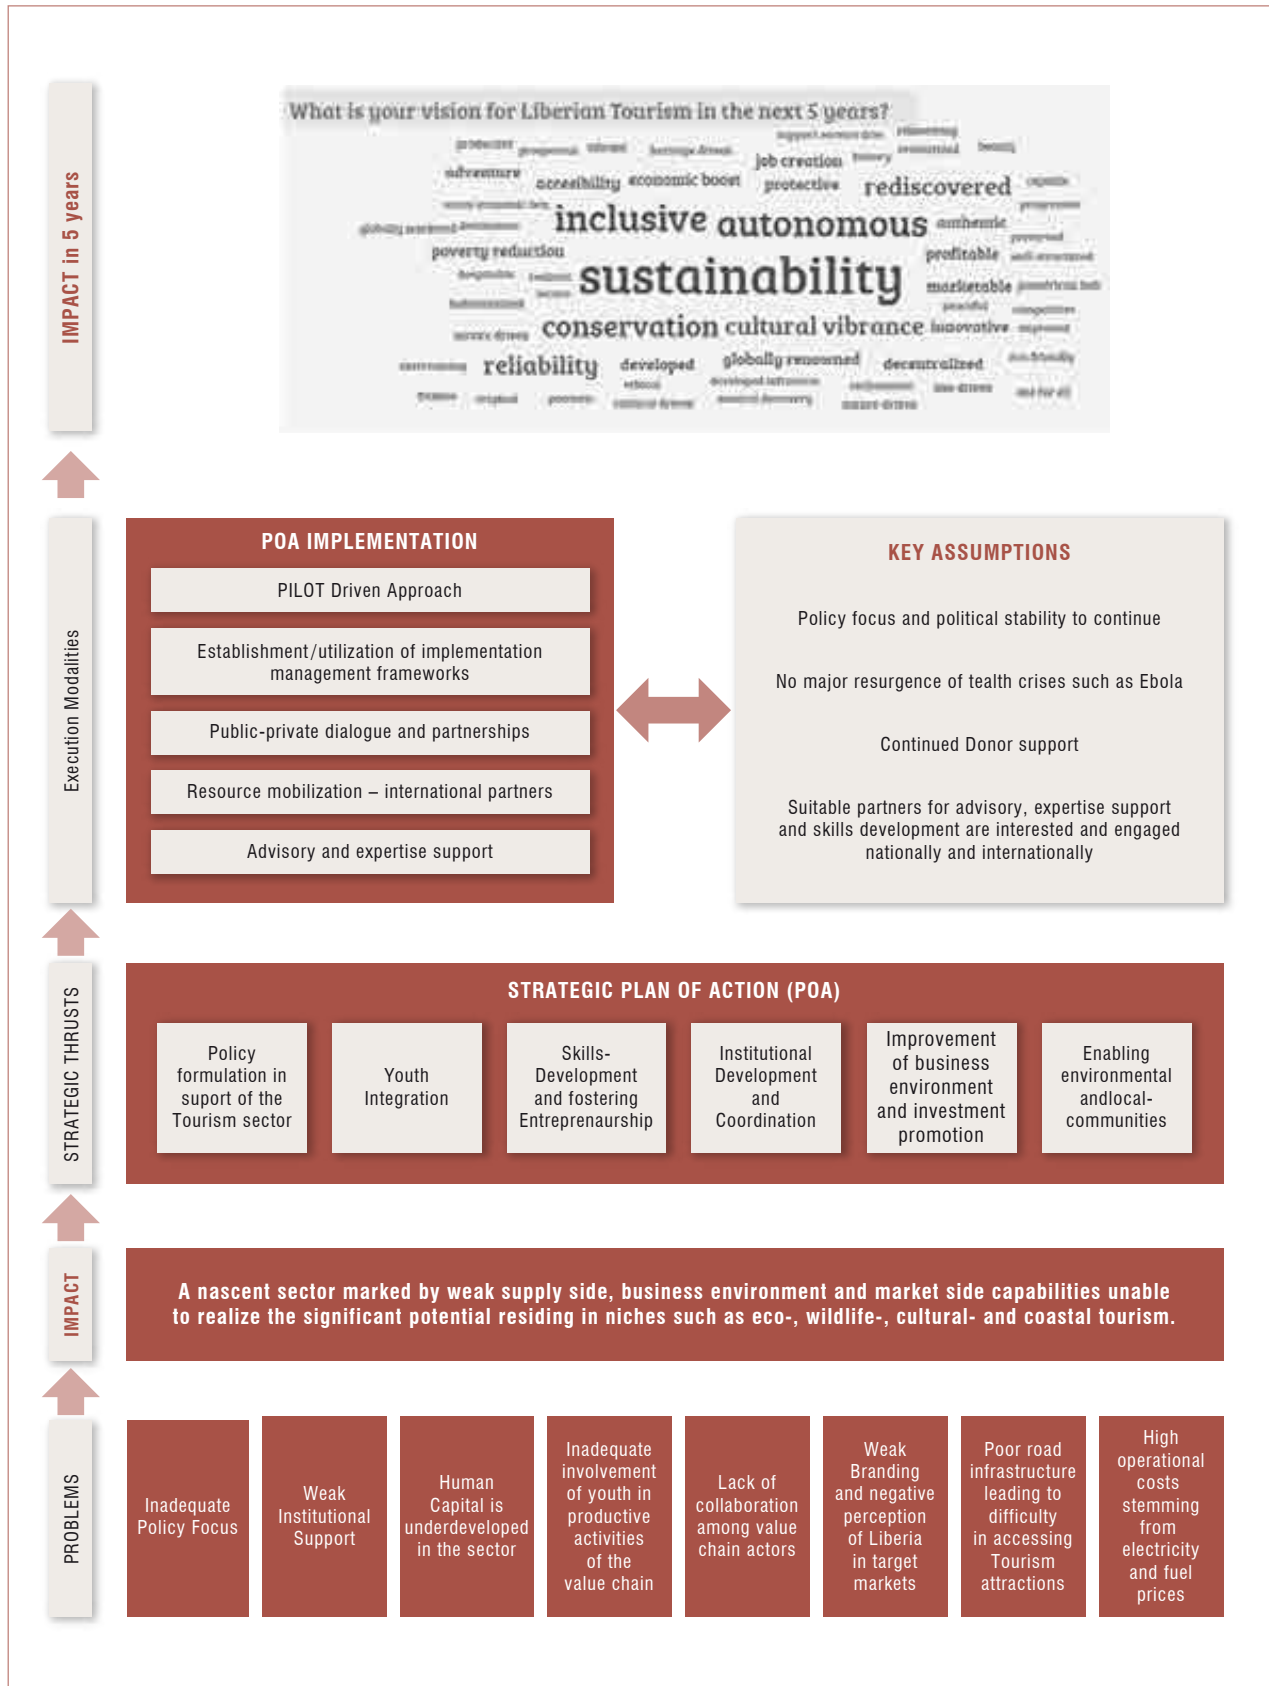 IMPACT in 5 years
What is your vision for Liberian Tourism in the next 5 years?
job creation
adventure
accesibility
economic boost
protective
rediscovered
inclusive
autonomous
authentic
poverty reduction
profitable
sustainability
marketable
conservation
cultural vibrance
innovative
reliability
developed
globally renowned
decentralized
Execution Modalities
POA IMPLEMENTATION
PILOT Driven Approach
Establishment/utilization of implementation
management frameworks
Public-private dialogue and partnerships
Resource mobilization – international partners
Advisory and expertise support
KEY ASSUMPTIONS
Policy focus and political stability to continue
No major resurgence of tealth crises such as Ebola
Continued Donor support
Suitable partners for advisory, expertise support
and skills development are interested and engaged
nationally and internationally
STRATEGIC THRUSTS
STRATEGIC PLAN OF ACTION (POA)
Policy
formulation in
suport of the
Tourism sector
Youth
Integration
Skills-
Development
and fostering
Entreprenaurship
Institutional
Development
and
Coordination
Improvement
of business
environment
and investment
promotion
Enabling
environmental
andlocal-
communities
IMPACT
A nascent sector marked by weak supply side, business environment and market side capabilities unable
to realize the significant potential residing in niches such as eco-, wildlife-, cultural- and coastal tourism.
PROBLEMS
Inadequate
Policy Focus
Weak
Institutional
Support
Human
Capital is
underdeveloped
in the sector
Inadequate
involvement
of youth in
productive
activities
of the
value chain
Lack of
collaboration
among value
chain actors
Weak
Branding
and negative
perception
of Liberia
in target
markets
Poor road
infrastructure
leading to
difficulty
in accessing
Tourism
attractions
High
operational
costs
stemming
from
electricity
and fuel
prices